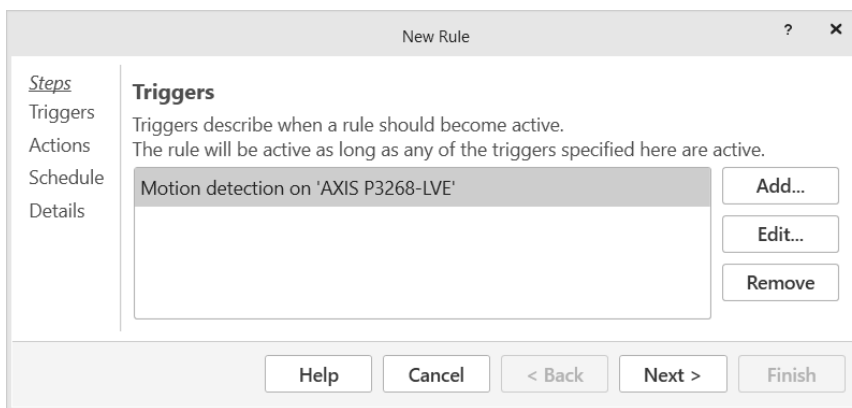 New Rule
? ×
Steps
Triggers
Actions
Schedule
Details
Triggers
Triggers describe when a rule should become active.
The rule will be active as long as any of the triggers specified here are active.
Motion detection on 'AXIS P3268-LVE'
Add...
Edit...
Remove
Help
Cancel
< Back
Next >
Finish